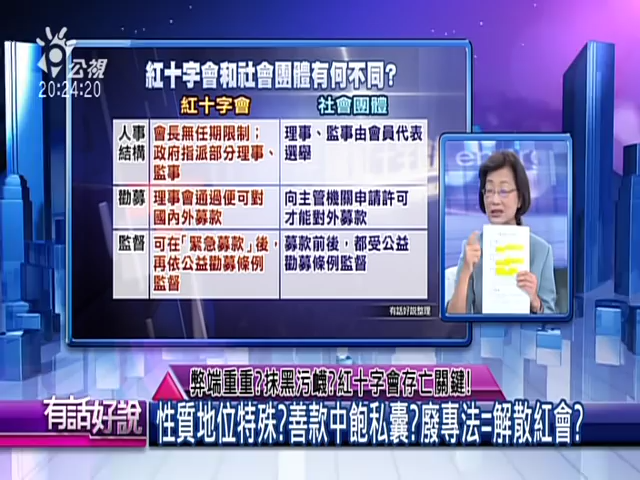 公視
20:24:20
紅十字會和社會團體有何不同?
紅十字會 社會團體
人事結構 會長無任期限制;政府指派部分理事、監事 理事、監事由會員代表選舉
勸募 理事會通過便可對國內外募款 向主管機關申請許可才能對外募款
監督 可在「緊急募款」後,再依公益勸募條例監督 募款前後,都受公益勸募條例監督
有話好說整理
弊端重重?抹黑污衊?紅十字會存亡關鍵!
有話好說
性質地位特殊?善款中飽私囊?廢專法=解散紅會?